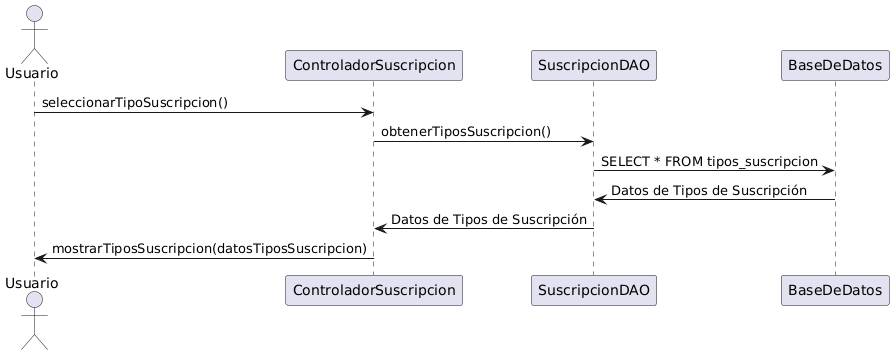 Usuario
ControladorSuscripcion
SuscripcionDAO
BaseDeDatos
seleccionarTipoSuscripcion()
obtenerTiposSuscripcion()
SELECT * FROM tipos_suscripcion
Datos de Tipos de Suscripción
Datos de Tipos de Suscripción
mostrarTiposSuscripcion(datosTiposSuscripcion)
Usuario
ControladorSuscripcion
SuscripcionDAO
BaseDeDatos